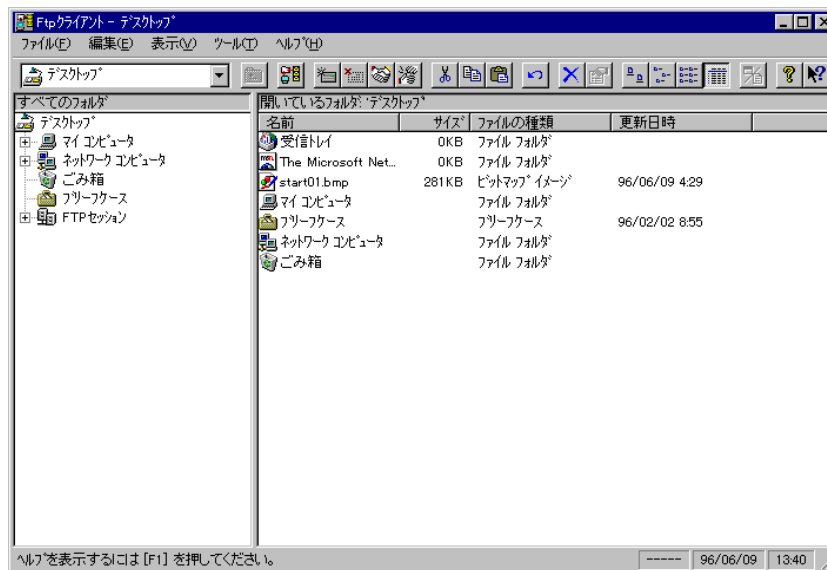 Ftpｸﾗｲｱﾝﾄ - ﾃﾞｽｸﾄｯﾌﾟ
ﾌｧｲﾙ(F) 編集(E) 表示(V) ﾂｰﾙ(T) ﾍﾙﾌﾟ(H)
ﾃﾞｽｸﾄｯﾌﾟ
すべてのﾌｫﾙﾀﾞ
開いているﾌｫﾙﾀﾞ: 'ﾃﾞｽｸﾄｯﾌﾟ'
ﾃﾞｽｸﾄｯﾌﾟ
ﾏｲ ｺﾝﾋﾟｭｰﾀ
ﾈｯﾄﾜｰｸ ｺﾝﾋﾟｭｰﾀ
ごみ箱
ﾌﾞﾘｰﾌｹｰｽ
FTPｾｯｼｮﾝ
名前 ｻｲｽﾞ ﾌｧｲﾙの種類 更新日時
受信ﾄﾚｲ 0KB ﾌｧｲﾙ ﾌｫﾙﾀﾞ
The Microsoft Net... 0KB ﾌｧｲﾙ ﾌｫﾙﾀﾞ
start01.bmp 281KB ﾋﾞｯﾄﾏｯﾌﾟ ｲﾒｰｼﾞ 96/06/09 4:29
ﾏｲ ｺﾝﾋﾟｭｰﾀ ﾌｧｲﾙ ﾌｫﾙﾀﾞ
ﾌﾞﾘｰﾌｹｰｽ ﾌﾞﾘｰﾌｹｰｽ 96/02/02 8:55
ﾈｯﾄﾜｰｸ ｺﾝﾋﾟｭｰﾀ ﾌｧｲﾙ ﾌｫﾙﾀﾞ
ごみ箱 ﾌｧｲﾙ ﾌｫﾙﾀﾞ
ﾍﾙﾌﾟを表示するには [F1] を押してください。
----- 96/06/09 13:40